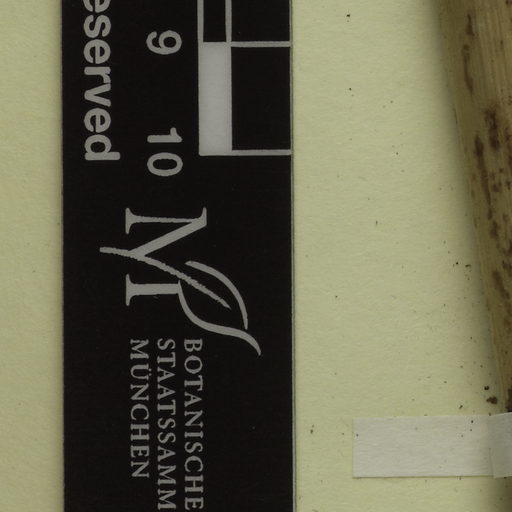 eserved
9
10
M
BOTANISCHE
STAATSSAMM
MÜNCHEN